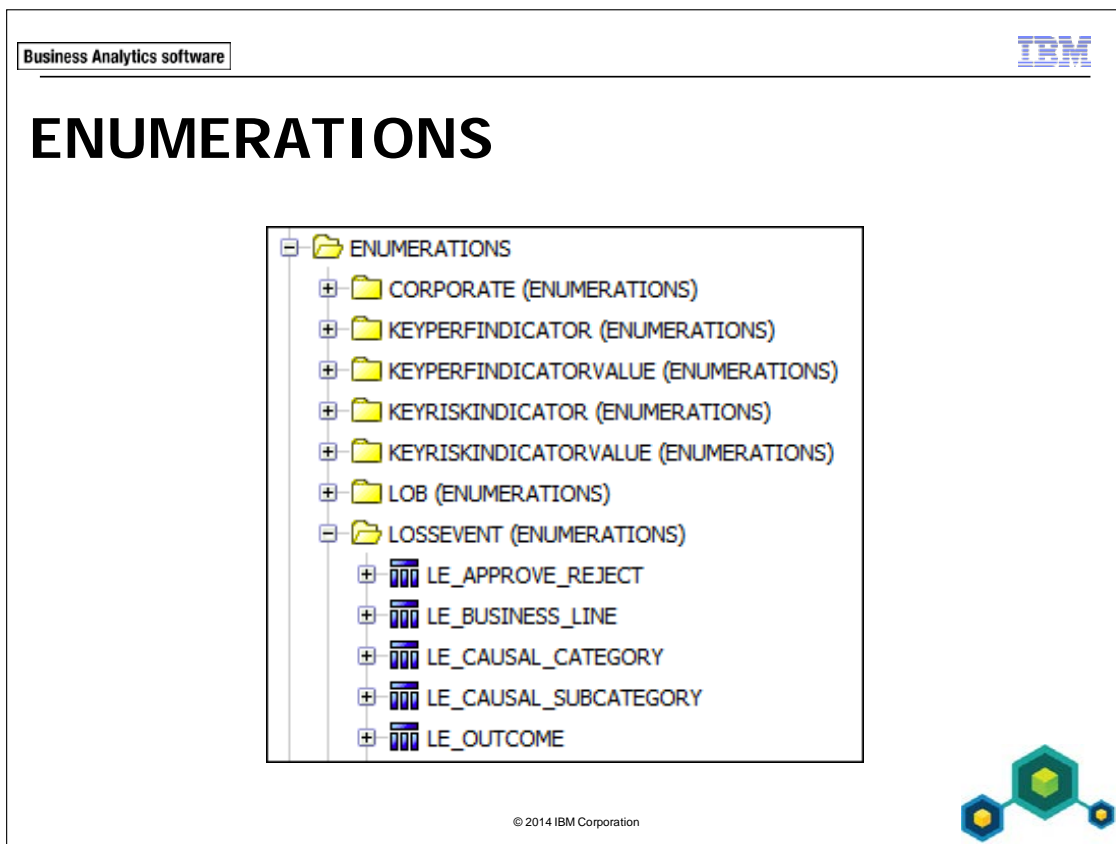 Business Analytics software
IBM
ENUMERATIONS
ENUMERATIONS
CORPORATE (ENUMERATIONS)
KEYPERFINDICATOR (ENUMERATIONS)
KEYPERFINDICATORVALUE (ENUMERATIONS)
KEYRISKINDICATOR (ENUMERATIONS)
KEYRISKINDICATORVALUE (ENUMERATIONS)
LOB (ENUMERATIONS)
LOSSEVENT (ENUMERATIONS)
LE_APPROVE_REJECT
LE_BUSINESS_LINE
LE_CAUSAL_CATEGORY
LE_CAUSAL_SUBCATEGORY
LE_OUTCOME
© 2014 IBM Corporation